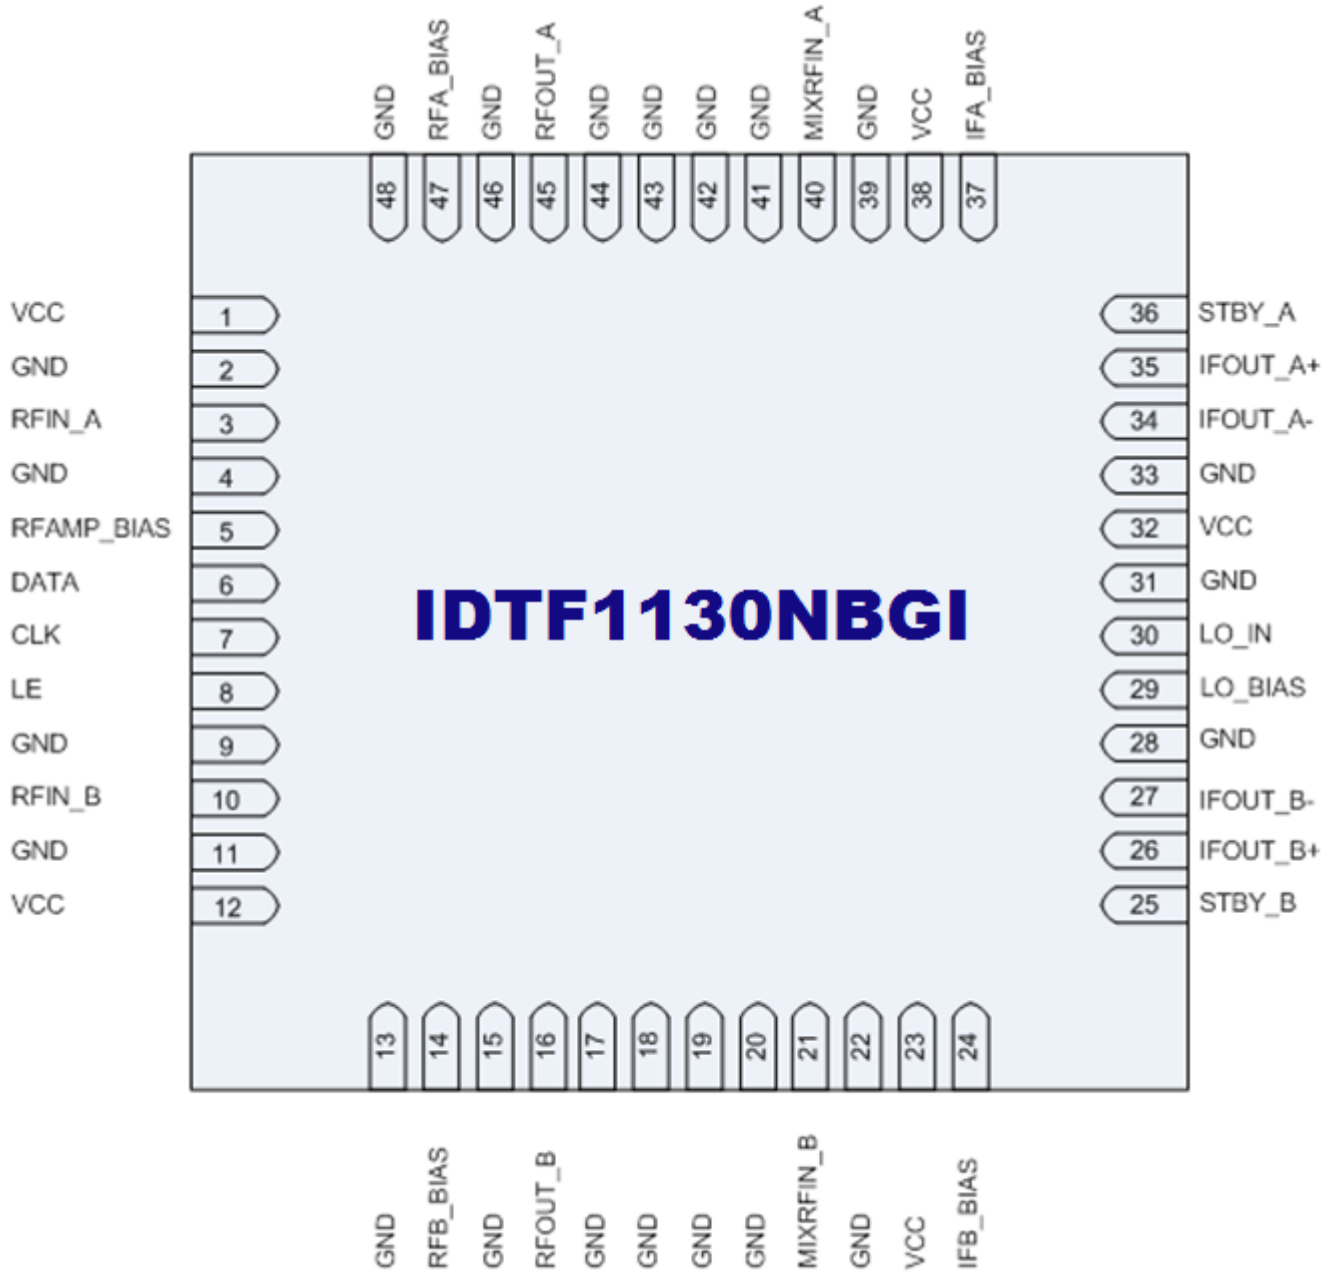 GND
RFA_BIAS
GND
RFOUT_A
GND
GND
GND
GND
MIXRFIN_A
GND
VCC
IFA_BIAS
48
47
46
45
44
43
42
41
40
39
38
37
VCC 1
GND 2
RFIN_A 3
GND 4
RFAMP_BIAS 5
DATA 6
CLK 7
LE 8
GND 9
RFIN_B 10
GND 11
VCC 12
IDTF1130NBGI
36 STBY_A
35 IFOUT_A+
34 IFOUT_A-
33 GND
32 VCC
31 GND
30 LO_IN
29 LO_BIAS
28 GND
27 IFOUT_B-
26 IFOUT_B+
25 STBY_B
13
14
15
16
17
18
19
20
21
22
23
24
GND
RFB_BIAS
GND
RFOUT_B
GND
GND
GND
GND
MIXRFIN_B
GND
VCC
IFB_BIAS